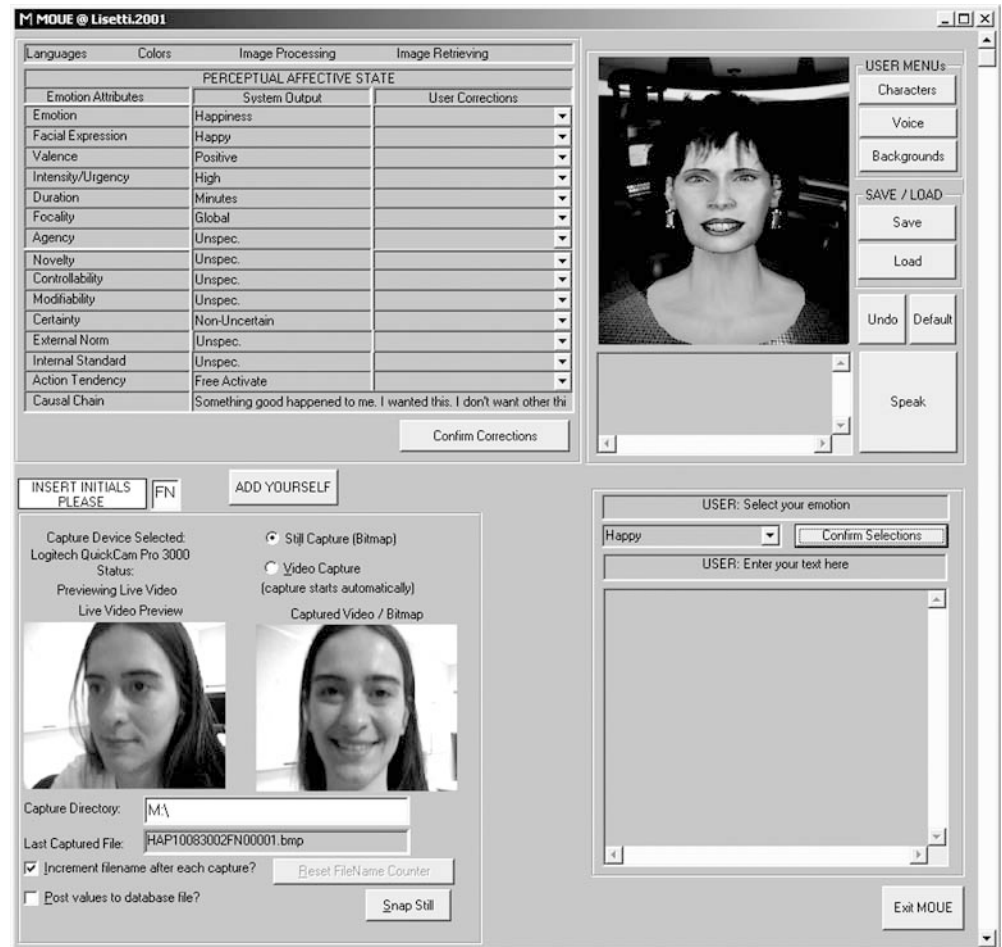 M MOUE @ Lisetti.2001
Languages Colors Image Processing Image Retrieving
PERCEPTUAL AFFECTIVE STATE
Emotion Attributes System Output User Corrections
Emotion Happiness
Facial Expression Happy
Valence Positive
Intensity/Urgency High
Duration Minutes
Focality Global
Agency Unspec.
Novelty Unspec.
Controllability Unspec.
Modifiability Unspec.
Certainty Non-Uncertain
External Norm Unspec.
Internal Standard Unspec.
Action Tendency Free Activate
Causal Chain Something good happened to me. I wanted this. I don't want other thi
Confirm Corrections
USER MENUs
Characters
Voice
Backgrounds
SAVE / LOAD
Save
Load
Undo Default
Speak
INSERT INITIALS
PLEASE
FN
ADD YOURSELF
Capture Device Selected:
Logitech QuickCam Pro 3000
Status:
Previewing Live Video
Live Video Preview
Still Capture (Bitmap)
Video Capture
(capture starts automatically)
Captured Video / Bitmap
Capture Directory: M:\
Last Captured File: HAP10083002FN00001.bmp
Increment filename after each capture? Reset FileName Counter
Post values to database file? Snap Still
USER: Select your emotion
Happy Confirm Selections
USER: Enter your text here
Exit MOUE